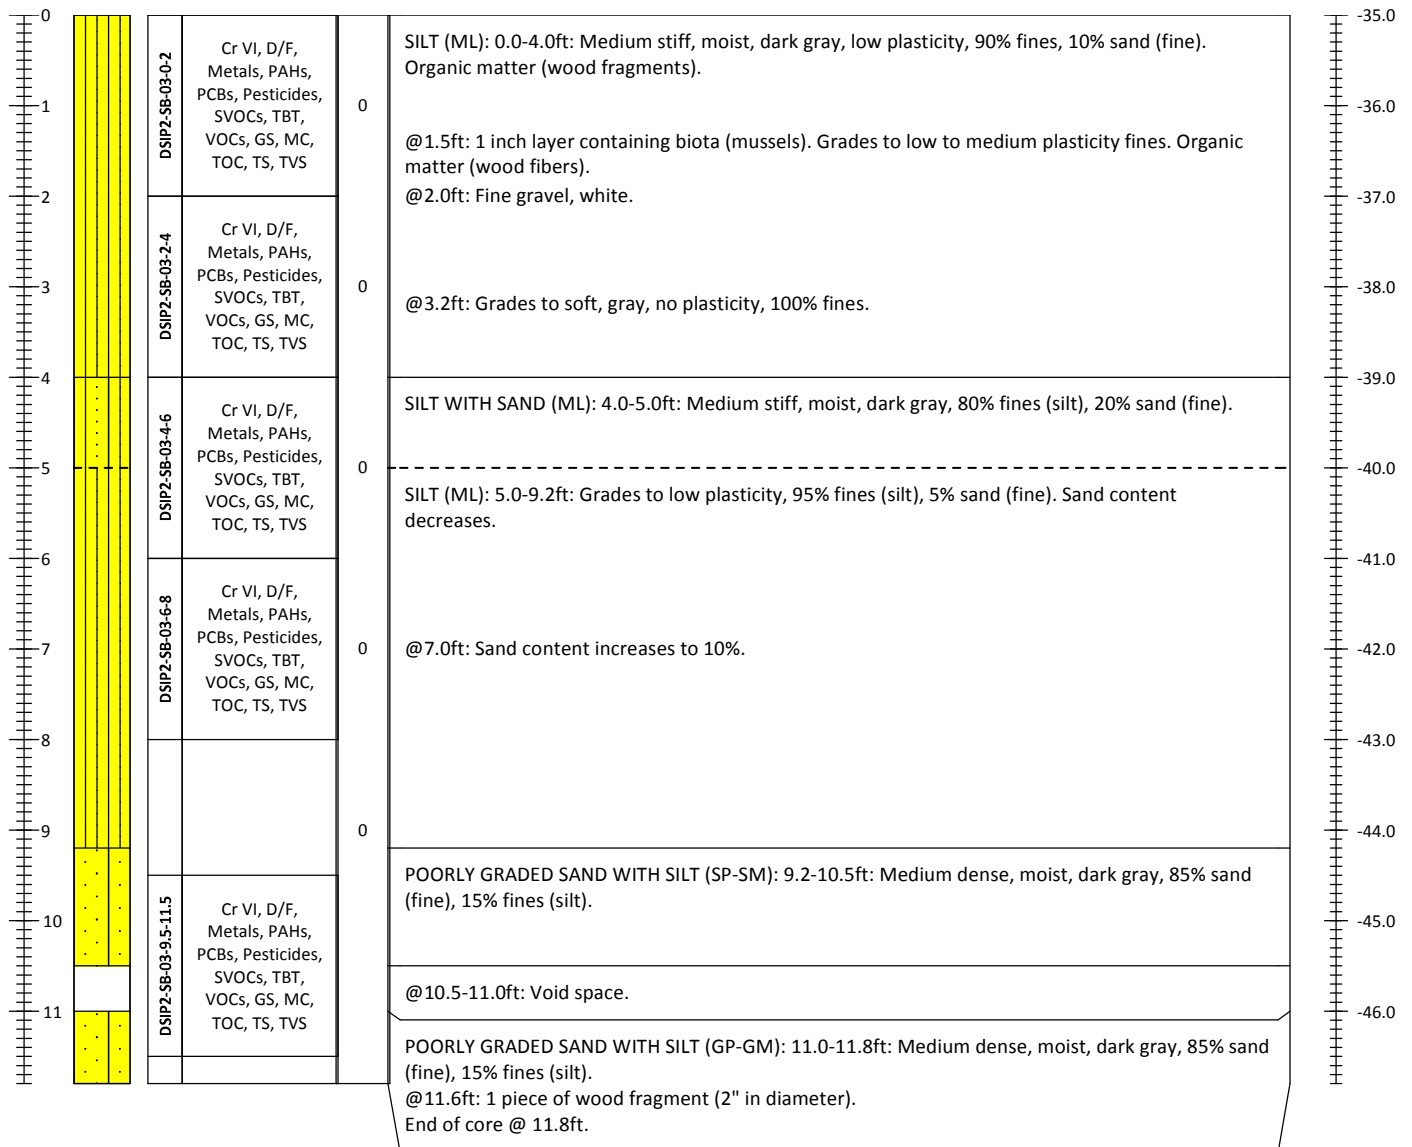 0
1
2
3
4
5
6
7
8
9
10
11
DSIP2-SB-03-0-2
Cr VI, D/F,
Metals, PAHs,
PCBs, Pesticides,
SVOCs, TBT,
VOCs, GS, MC,
TOC, TS, TVS
0
SILT (ML): 0.0-4.0ft: Medium stiff, moist, dark gray, low plasticity, 90% fines, 10% sand (fine).
Organic matter (wood fragments).
@1.5ft: 1 inch layer containing biota (mussels). Grades to low to medium plasticity fines. Organic
matter (wood fibers).
@2.0ft: Fine gravel, white.
DSIP2-SB-03-2-4
Cr VI, D/F,
Metals, PAHs,
PCBs, Pesticides,
SVOCs, TBT,
VOCs, GS, MC,
TOC, TS, TVS
0
@3.2ft: Grades to soft, gray, no plasticity, 100% fines.
DSIP2-SB-03-4-6
Cr VI, D/F,
Metals, PAHs,
PCBs, Pesticides,
SVOCs, TBT,
VOCs, GS, MC,
TOC, TS, TVS
0
SILT WITH SAND (ML): 4.0-5.0ft: Medium stiff, moist, dark gray, 80% fines (silt), 20% sand (fine).
SILT (ML): 5.0-9.2ft: Grades to low plasticity, 95% fines (silt), 5% sand (fine). Sand content
decreases.
DSIP2-SB-03-6-8
Cr VI, D/F,
Metals, PAHs,
PCBs, Pesticides,
SVOCs, TBT,
VOCs, GS, MC,
TOC, TS, TVS
0
@7.0ft: Sand content increases to 10%.
0
POORLY GRADED SAND WITH SILT (SP-SM): 9.2-10.5ft: Medium dense, moist, dark gray, 85% sand
(fine), 15% fines (silt).
DSIP2-SB-03-9.5-11.5
Cr VI, D/F,
Metals, PAHs,
PCBs, Pesticides,
SVOCs, TBT,
VOCs, GS, MC,
TOC, TS, TVS
@10.5-11.0ft: Void space.
POORLY GRADED SAND WITH SILT (GP-GM): 11.0-11.8ft: Medium dense, moist, dark gray, 85% sand
(fine), 15% fines (silt).
@11.6ft: 1 piece of wood fragment (2" in diameter).
End of core @ 11.8ft.
-35.0
-36.0
-37.0
-38.0
-39.0
-40.0
-41.0
-42.0
-43.0
-44.0
-45.0
-46.0